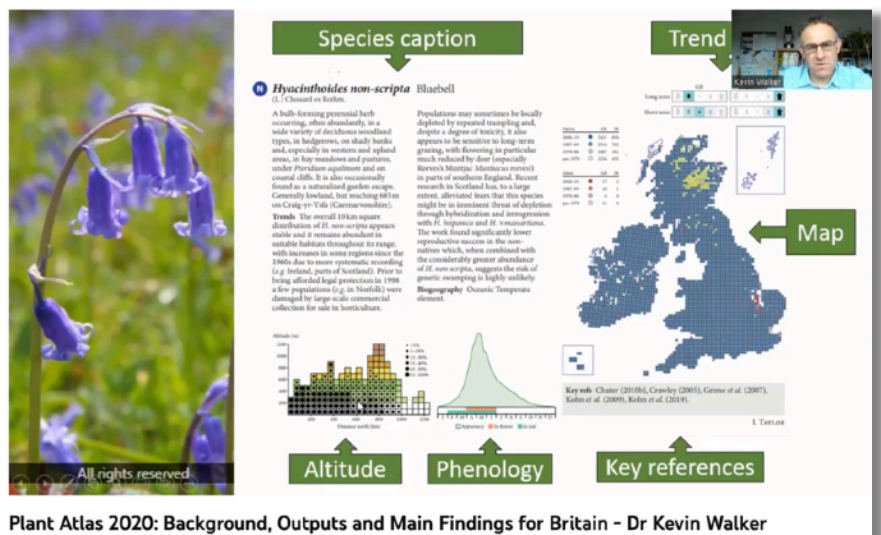 Species caption
Trend
Kevin Walker
N Hyacinthoides non-scripta Bluebell
(L.) Chouard ex Rothm.
A bulb-forming perennial herb
occurring, often abundantly, in a
wide variety of deciduous woodland
types, in hedgerows, on shady banks
and, especially in western and upland
areas, in hay meadows and pastures,
under Pteridium aquilinum and on
coastal cliffs. It is also occasionally
found as a naturalized garden escape.
Generally lowland, but reaching 685 m
on Craig-yr-Ysfa (Caernarvonshire).
Trends The overall 10 km square
distribution of H. non-scripta appears
stable and it remains abundant in
suitable habitats throughout its range,
with increases in some regions since the
1960s due to more systematic recording
(e.g. Ireland, parts of Scotland). Prior to
being afforded legal protection in 1998
a few populations (e.g. in Norfolk) were
damaged by large-scale commercial
collection for sale in horticulture.
Populations may sometimes be locally
depleted by repeated trampling and,
despite a degree of toxicity, it also
appears to be sensitive to long-term
grazing, with flowering in particular
much reduced by deer (especially
Reeves's Muntjac Muntiacus reevesi)
in parts of southern England. Recent
research in Scotland has, to a large
extent, alleviated fears that this species
might be in imminent threat of depletion
through hybridization and introgression
with H. hispanica and H. ×massartiana.
The work found significantly lower
reproductive success in the non-
natives which, when combined with
the considerably greater abundance
of H. non-scripta, suggests the risk of
genetic swamping is highly unlikely.
Biogeography Oceanic Temperate
element.
GB
Long term
Short term
Map
Altitude (m)
Distance north (km)
Apparency In flower In leaf
Key refs Chater (2010b), Crawley (2005), Grime et al. (2007),
Kohn et al. (2009), Kohn et al. (2019).
I. Taylor
All rights reserved
Altitude
Phenology
Key references
Plant Atlas 2020: Background, Outputs and Main Findings for Britain - Dr Kevin Walker